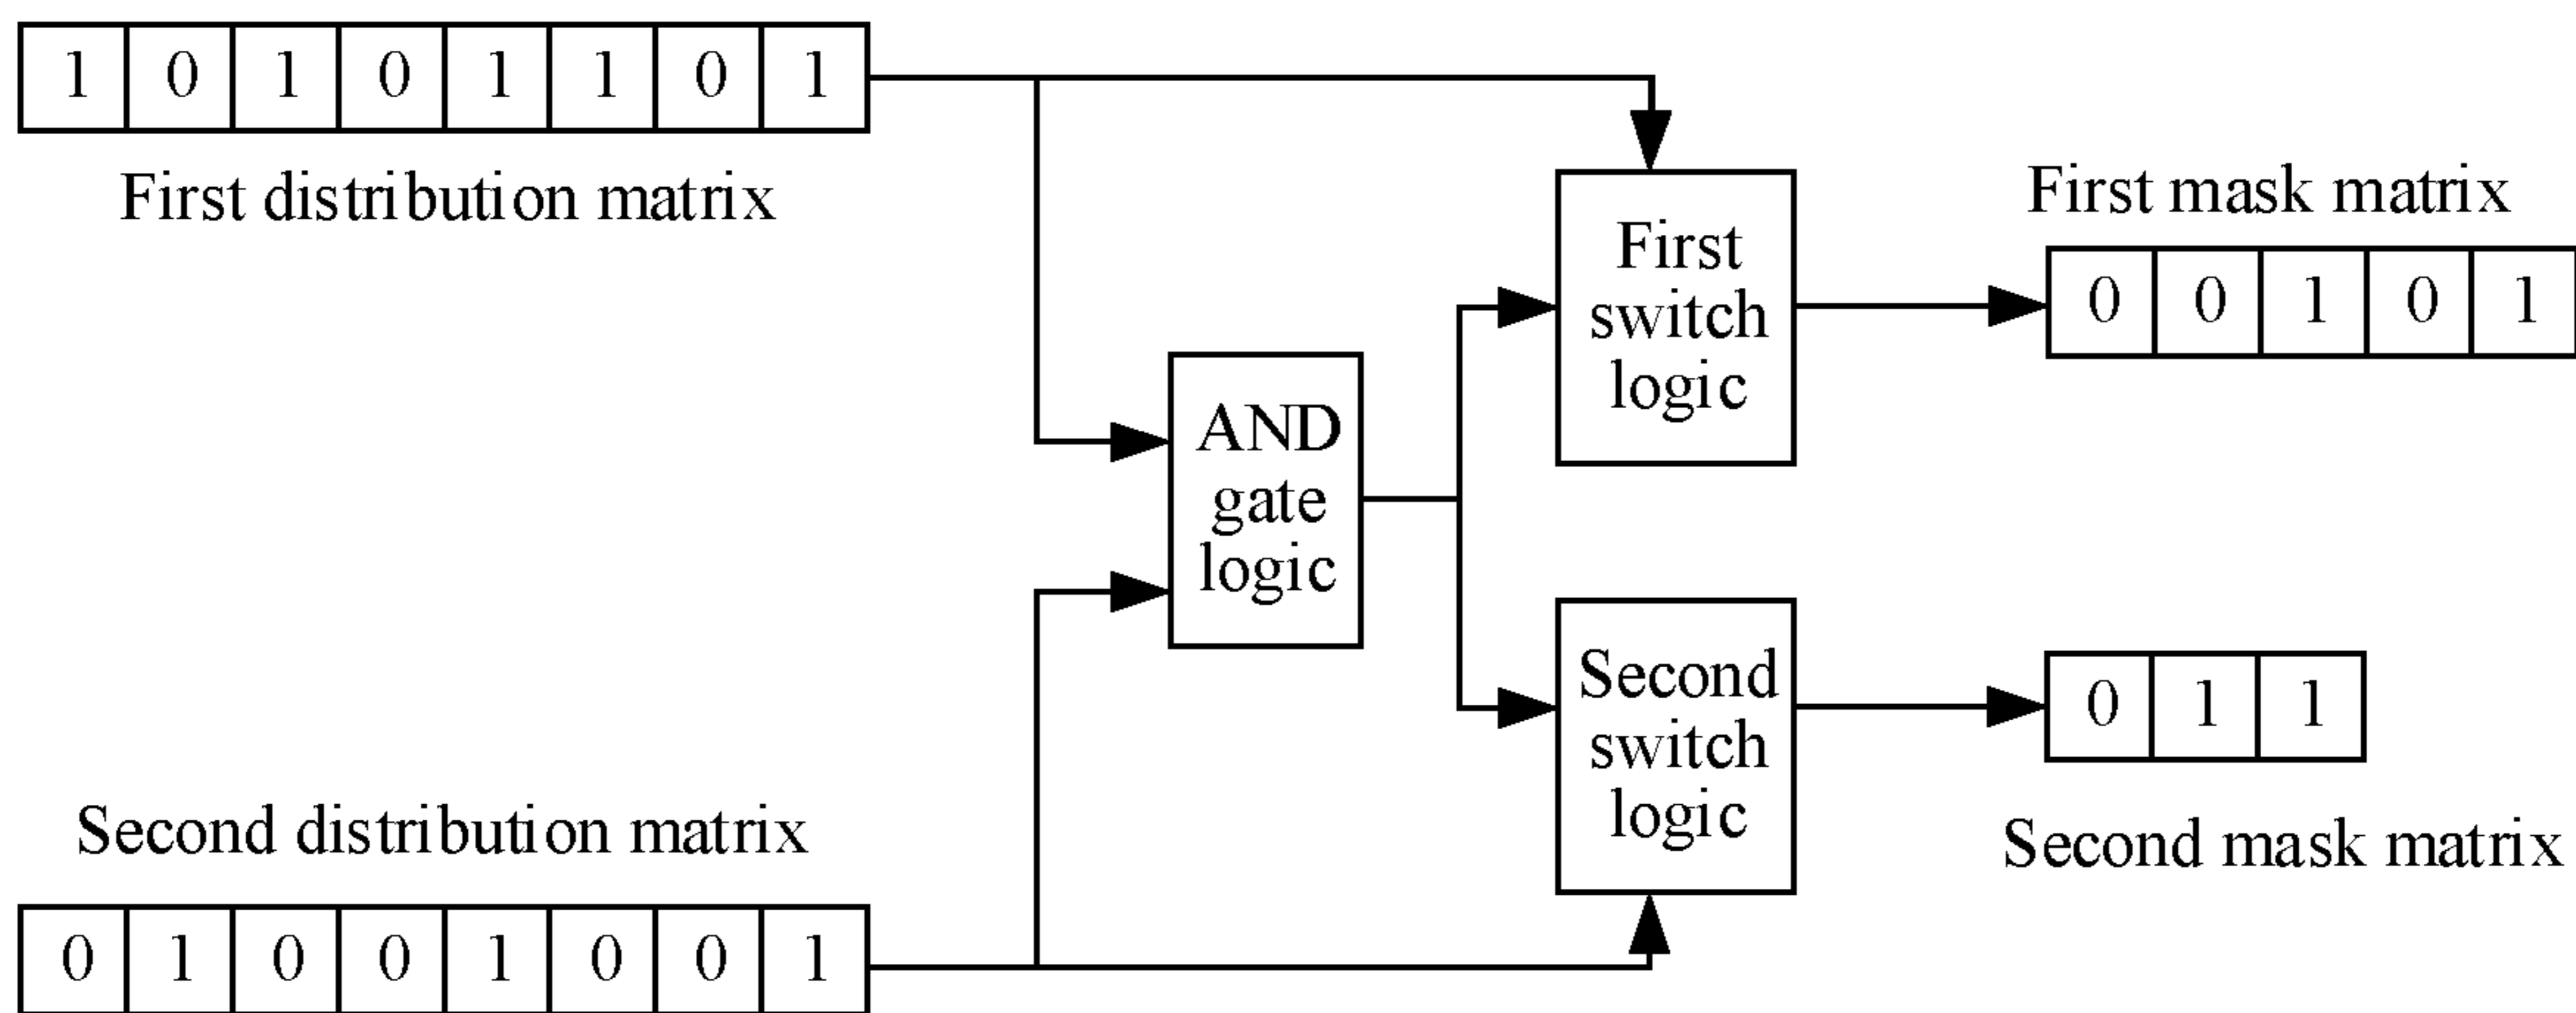 1 0 1 0 1 1 0 1
First distribution matrix
First
switch
logic
First mask matrix
0 0 1 0 1
AND
gate
logic
Second
switch
logic
0 1 1
Second mask matrix
Second distribution matrix
0 1 0 0 1 0 0 1